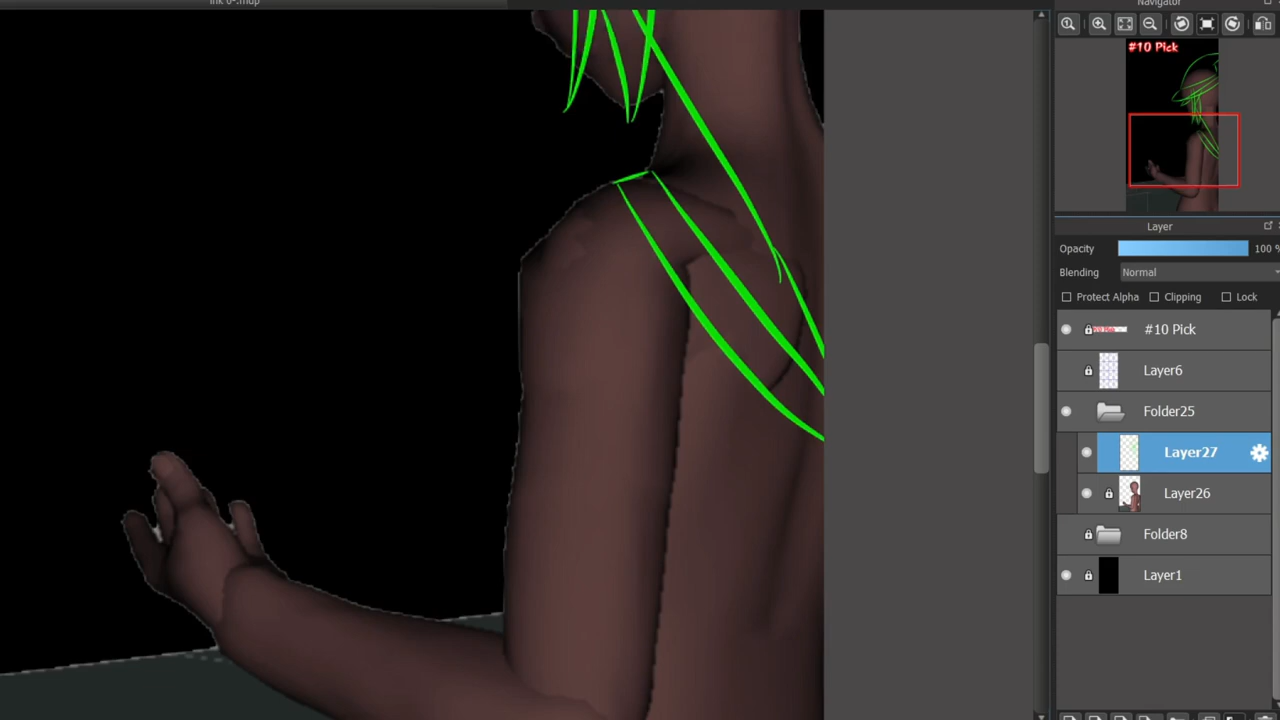 Navigator
#10 Pick
Layer
Opacity 100 %
Blending Normal
Protect Alpha Clipping Lock
#10 Pick
Layer6
Folder25
Layer27
Layer26
Folder8
Layer1